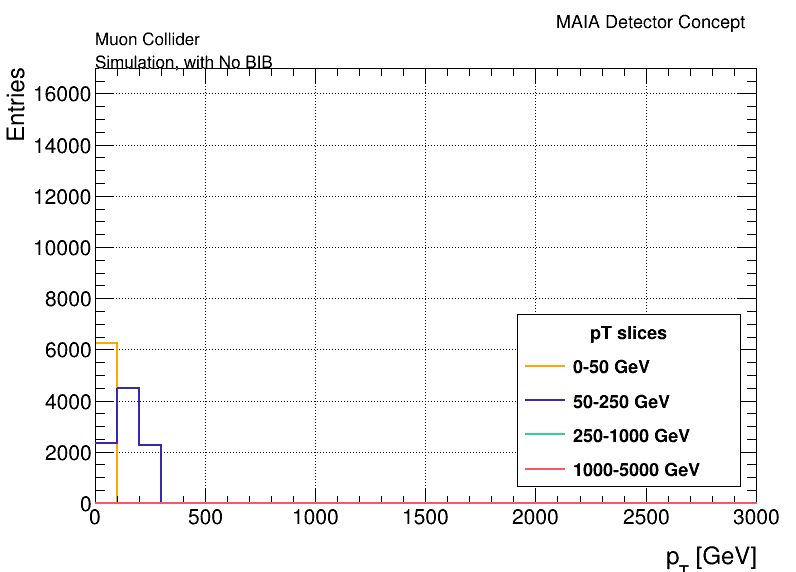 MAIA Detector Concept
Muon Collider
Simulation, with No BIB
Entries
16000
14000
12000
10000
8000
6000
4000
2000
0
pT slices
0-50 GeV
50-250 GeV
250-1000 GeV
1000-5000 GeV
0 500 1000 1500 2000 2500 3000
p_T [GeV]